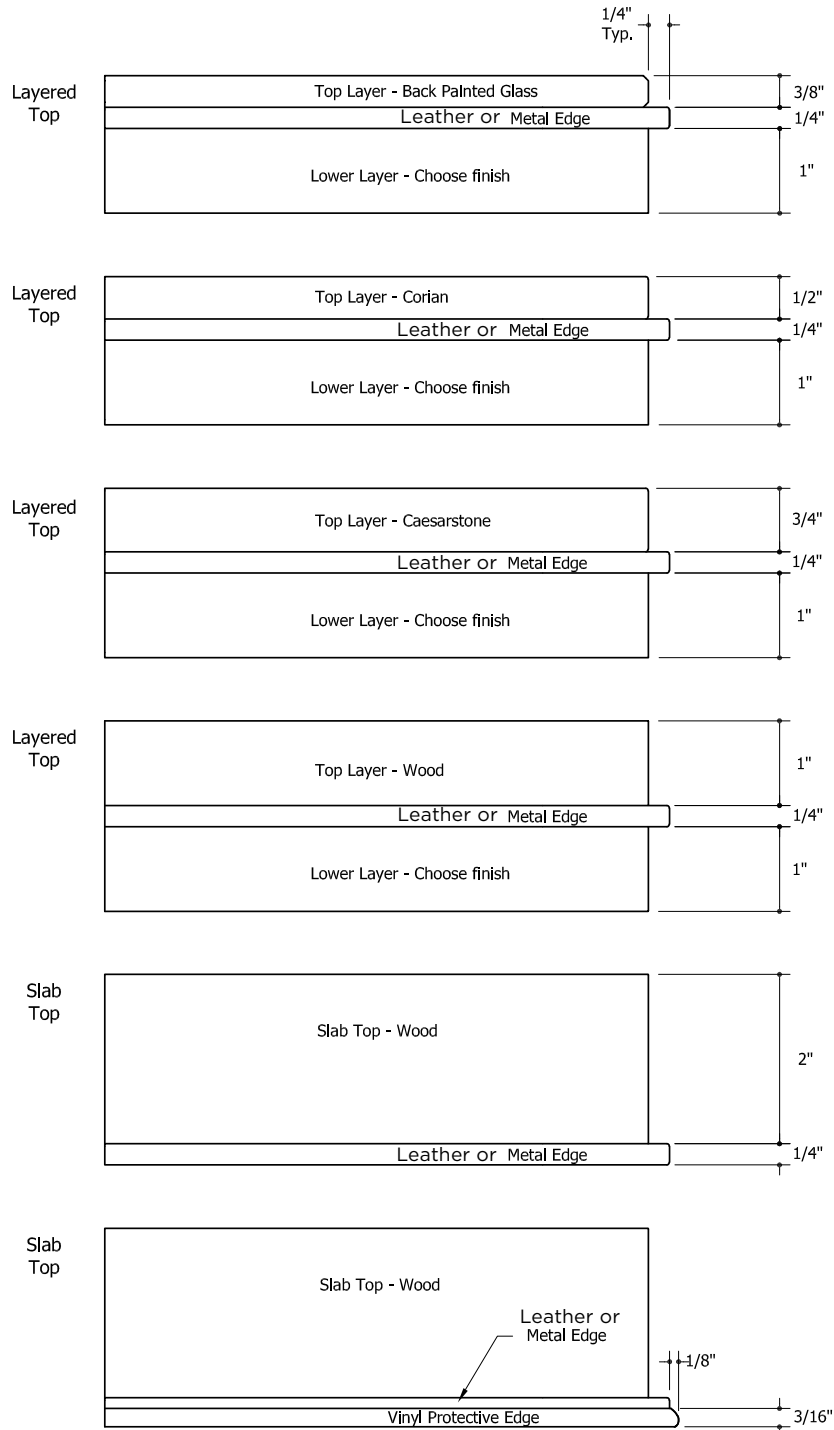 1/4"
Typ.
Layered
Top
Top Layer - Back Painted Glass
3/8"
Leather or Metal Edge
1/4"
Lower Layer - Choose finish
1"
Layered
Top
Top Layer - Corian
1/2"
Leather or Metal Edge
1/4"
Lower Layer - Choose finish
1"
Layered
Top
Top Layer - Caesarstone
3/4"
Leather or Metal Edge
1/4"
Lower Layer - Choose finish
1"
Layered
Top
Top Layer - Wood
1"
Leather or Metal Edge
1/4"
Lower Layer - Choose finish
1"
Slab
Top
Slab Top - Wood
2"
Leather or Metal Edge
1/4"
Slab
Top
Slab Top - Wood
Leather or
Metal Edge
1/8"
Vinyl Protective Edge
3/16"